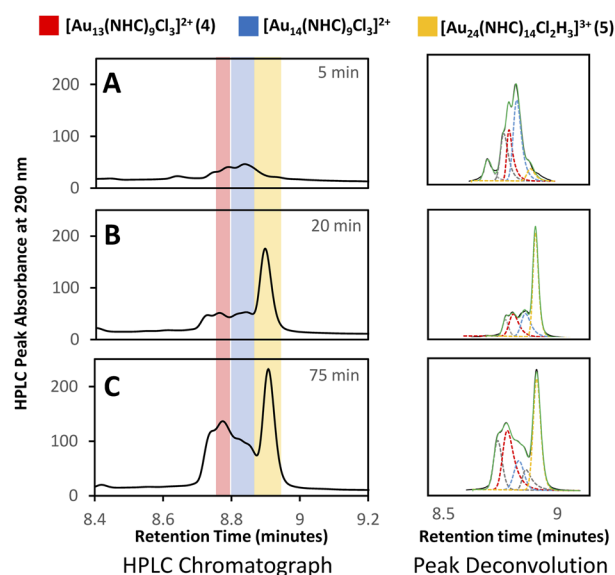 [Au₁₃(NHC)₉Cl₃]²⁺ (4) [Au₁₄(NHC)₉Cl₃]²⁺ [Au₂₄(NHC)₁₄Cl₂H₃]³⁺ (5)
HPLC Peak Absorbance at 290 nm
A 5 min
200
100
0
B 20 min
200
100
0
C 75 min
200
100
0
8.4 8.6 8.8 9 9.2
Retention Time (minutes)
HPLC Chromatograph
8.5 9
Retention time (minutes)
Peak Deconvolution